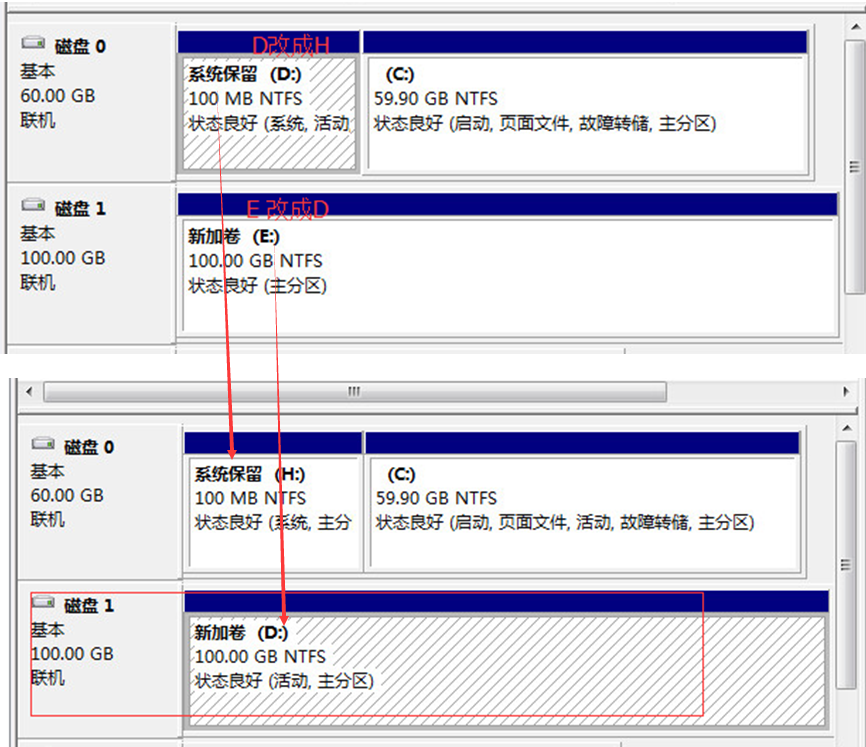 D改成H
磁盘 0
基本
60.00 GB
联机
系统保留 (D:)
100 MB NTFS
状态良好 (系统, 活动
(C:)
59.90 GB NTFS
状态良好 (启动, 页面文件, 故障转储, 主分区)
E 改成D
磁盘 1
基本
100.00 GB
联机
新加卷 (E:)
100.00 GB NTFS
状态良好 (主分区)
磁盘 0
基本
60.00 GB
联机
系统保留 (H:)
100 MB NTFS
状态良好 (系统, 主分
(C:)
59.90 GB NTFS
状态良好 (启动, 页面文件, 活动, 故障转储, 主分区)
磁盘 1
基本
100.00 GB
联机
新加卷 (D:)
100.00 GB NTFS
状态良好 (活动, 主分区)